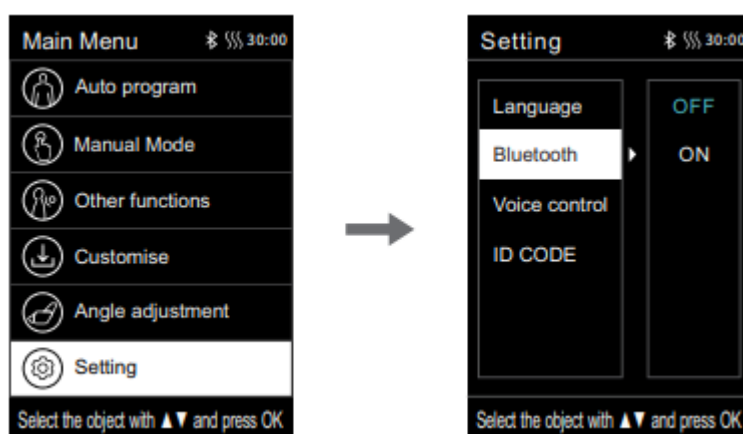 Main Menu 30:00
Auto program
Manual Mode
Other functions
Customise
Angle adjustment
Setting
Select the object with ▲▼ and press OK
Setting 30:00
Language
Bluetooth
Voice control
ID CODE
OFF
ON
Select the object with ▲▼ and press OK